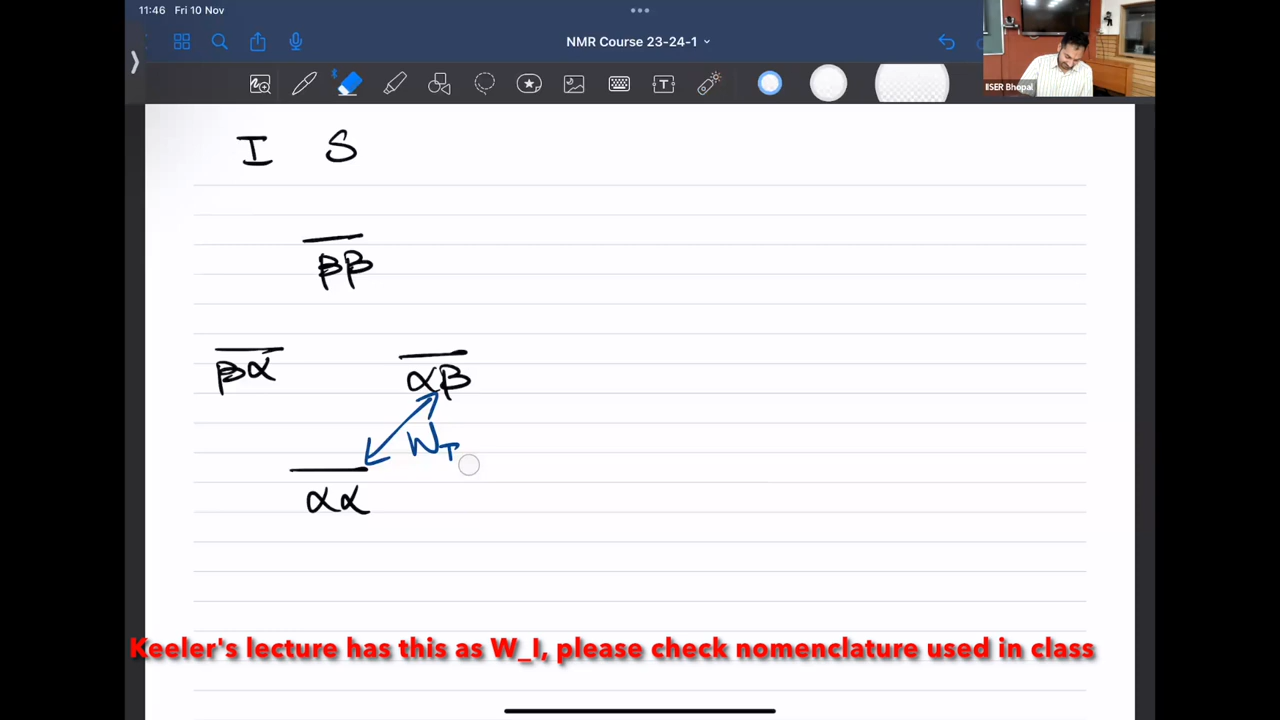 11:46 Fri 10 Nov
NMR Course 23-24-1
IISER Bhopal
I S
ββ
βα αβ
W
αα
Keeler's lecture has this as W_I, please check nomenclature used in class